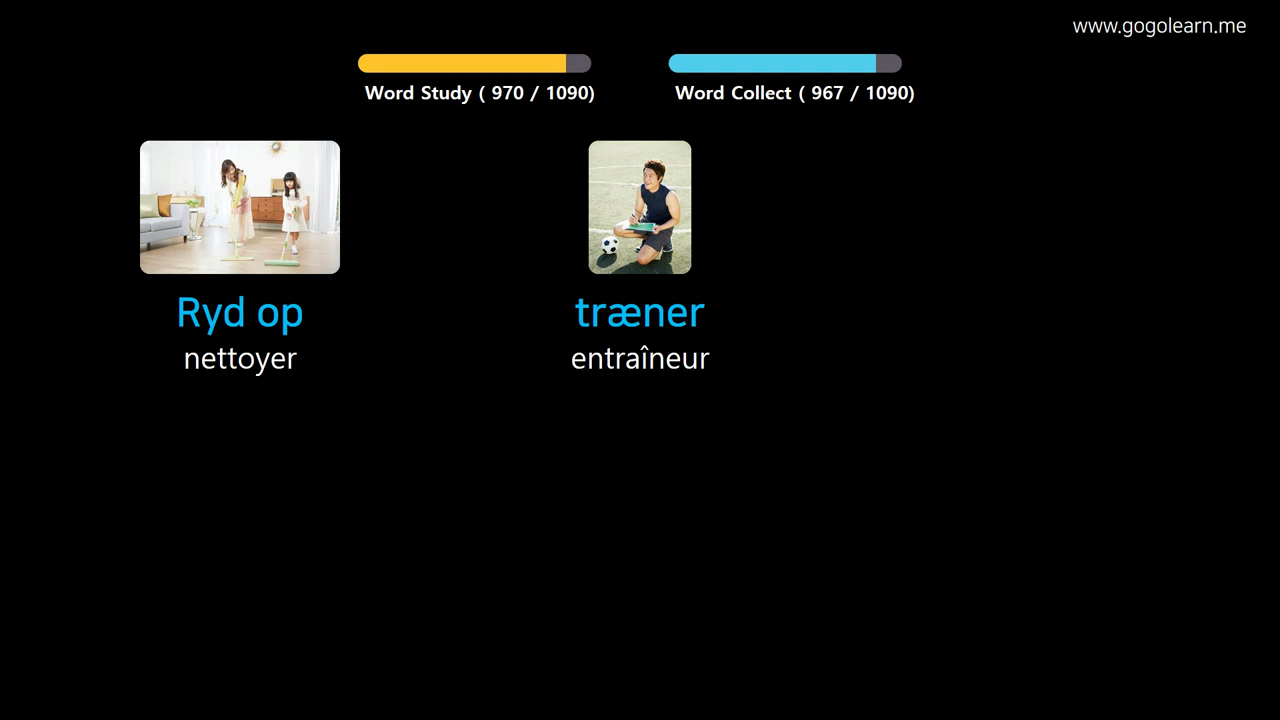 www.gogolearn.me
Word Study ( 970 / 1090)
Word Collect ( 967 / 1090)
Ryd op
nettoyer
træner
entraîneur